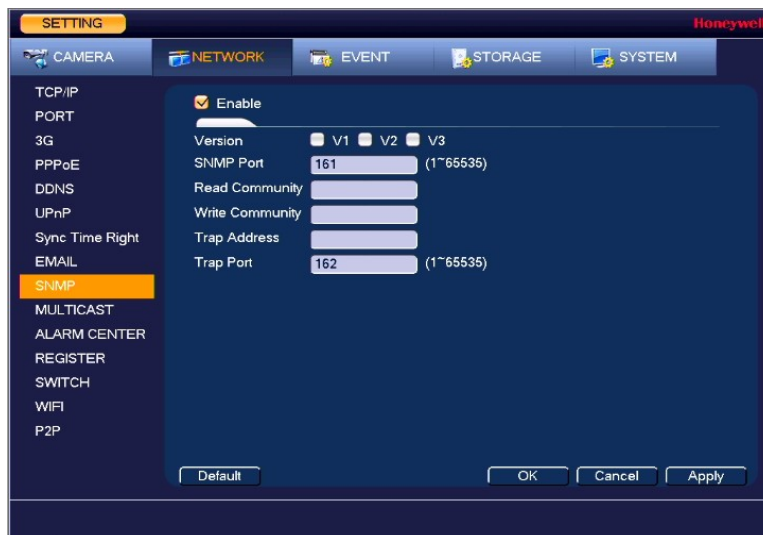 SETTING
Honeywell
CAMERA NETWORK EVENT STORAGE SYSTEM
TCP/IP
PORT
3G
PPPoE
DDNS
UPnP
Sync Time Right
EMAIL
SNMP
MULTICAST
ALARM CENTER
REGISTER
SWITCH
WIFI
P2P
Enable
Version V1 V2 V3
SNMP Port 161 (1~65535)
Read Community
Write Community
Trap Address
Trap Port 162 (1~65535)
Default OK Cancel Apply